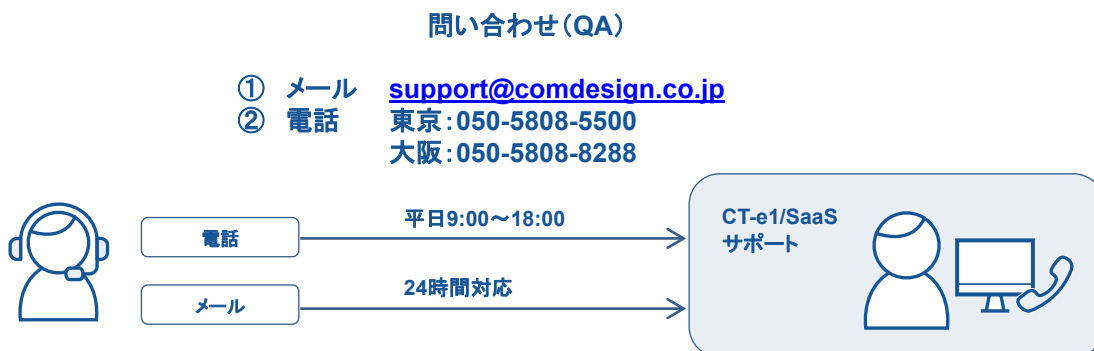 問い合わせ（QA）
① メール support@comdesign.co.jp
② 電話 東京：050-5808-5500
大阪：050-5808-8288
電話
平日9:00～18:00
メール
24時間対応
CT-e1/SaaS
サポート